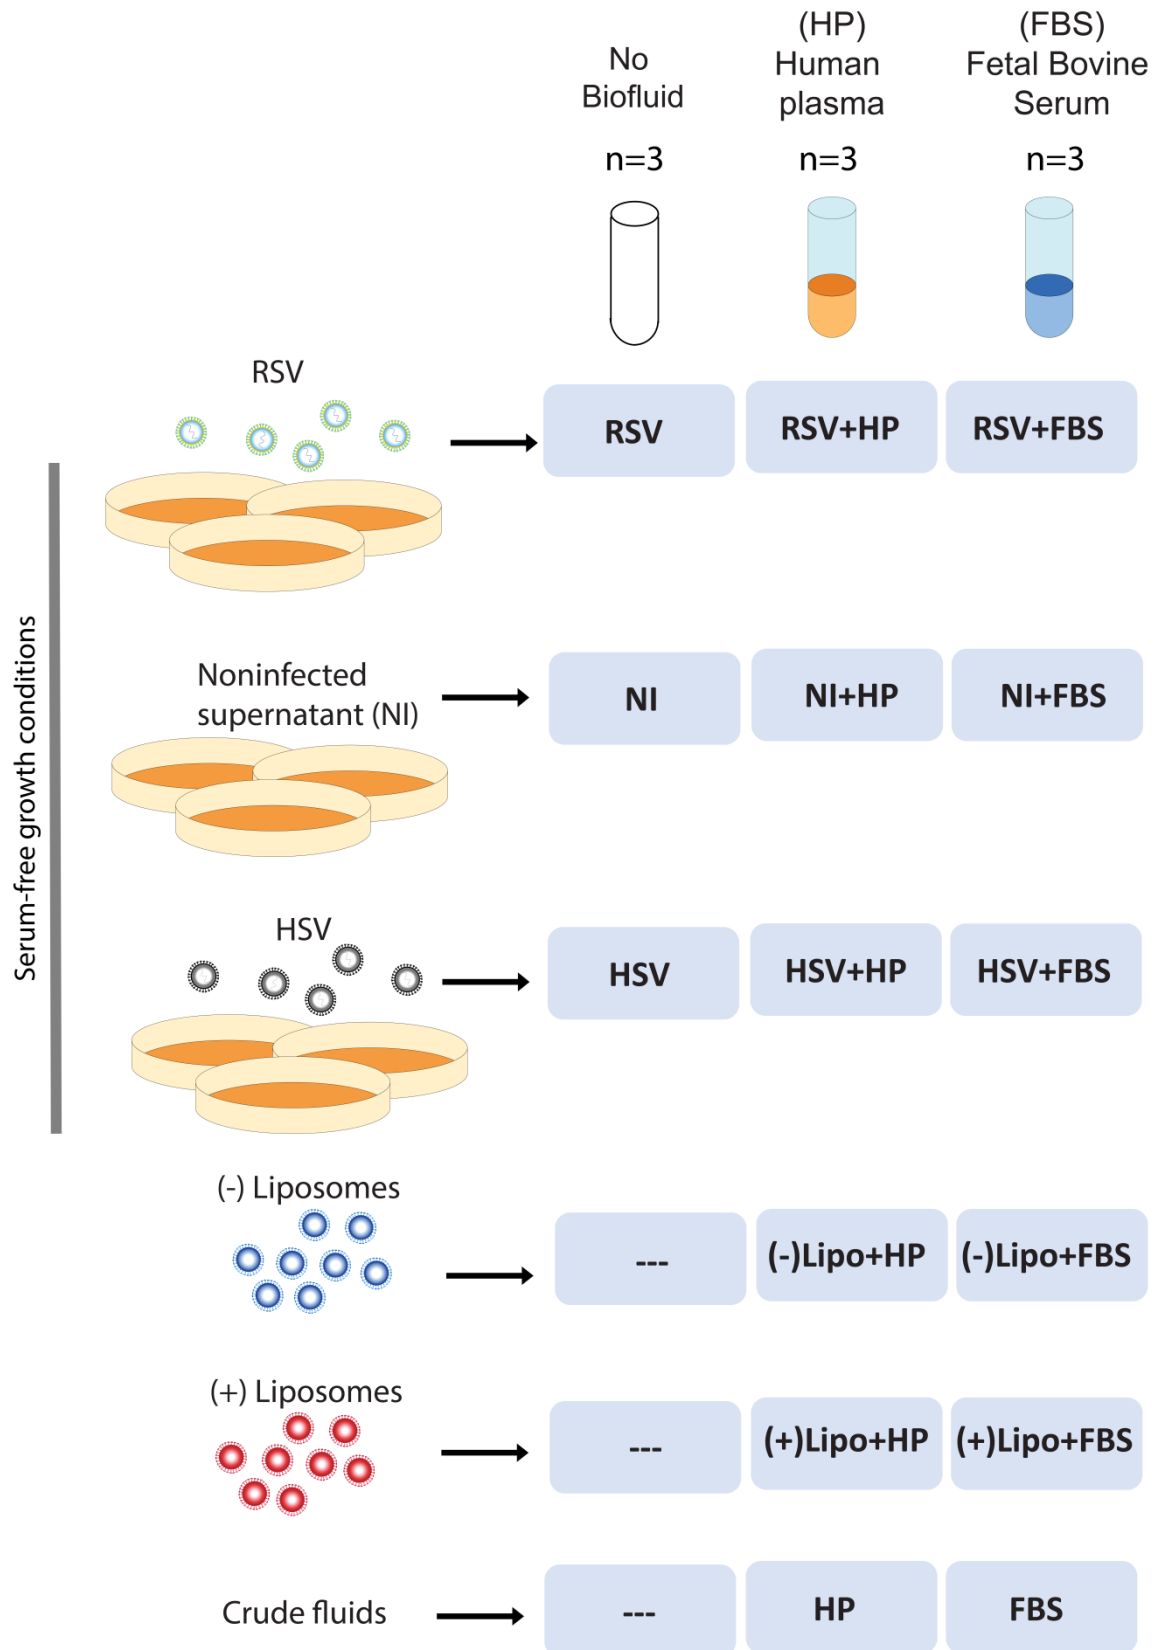 No
Biofluid
n=3
(HP)
Human
plasma
n=3
(FBS)
Fetal Bovine
Serum
n=3
Serum-free growth conditions
RSV
RSV
RSV+HP
RSV+FBS
Noninfected
supernatant (NI)
NI
NI+HP
NI+FBS
HSV
HSV
HSV+HP
HSV+FBS
(-) Liposomes
---
(-)Lipo+HP
(-)Lipo+FBS
(+) Liposomes
---
(+)Lipo+HP
(+)Lipo+FBS
Crude fluids
---
HP
FBS